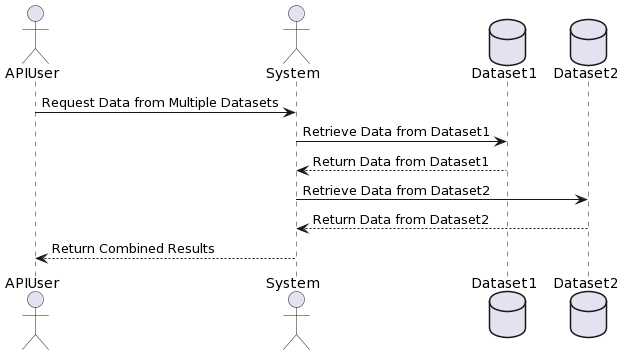 APIUser System Dataset1 Dataset2
Request Data from Multiple Datasets
Retrieve Data from Dataset1
Return Data from Dataset1
Retrieve Data from Dataset2
Return Data from Dataset2
Return Combined Results
APIUser System Dataset1 Dataset2